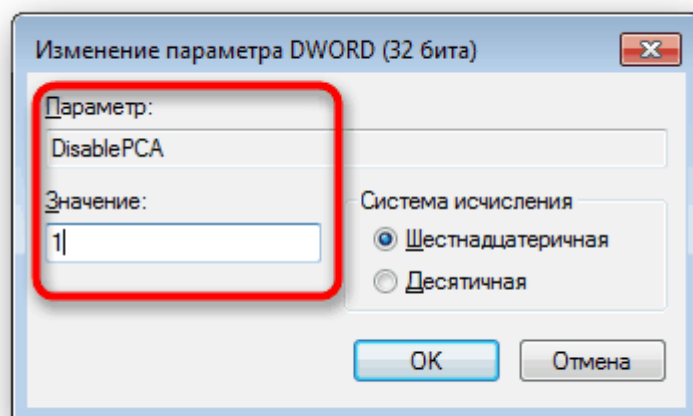 Изменение параметра DWORD (32 бита)
Параметр:
DisablePCA
Значение:
1
Система исчисления
Шестнадцатеричная
Десятичная
OK
Отмена